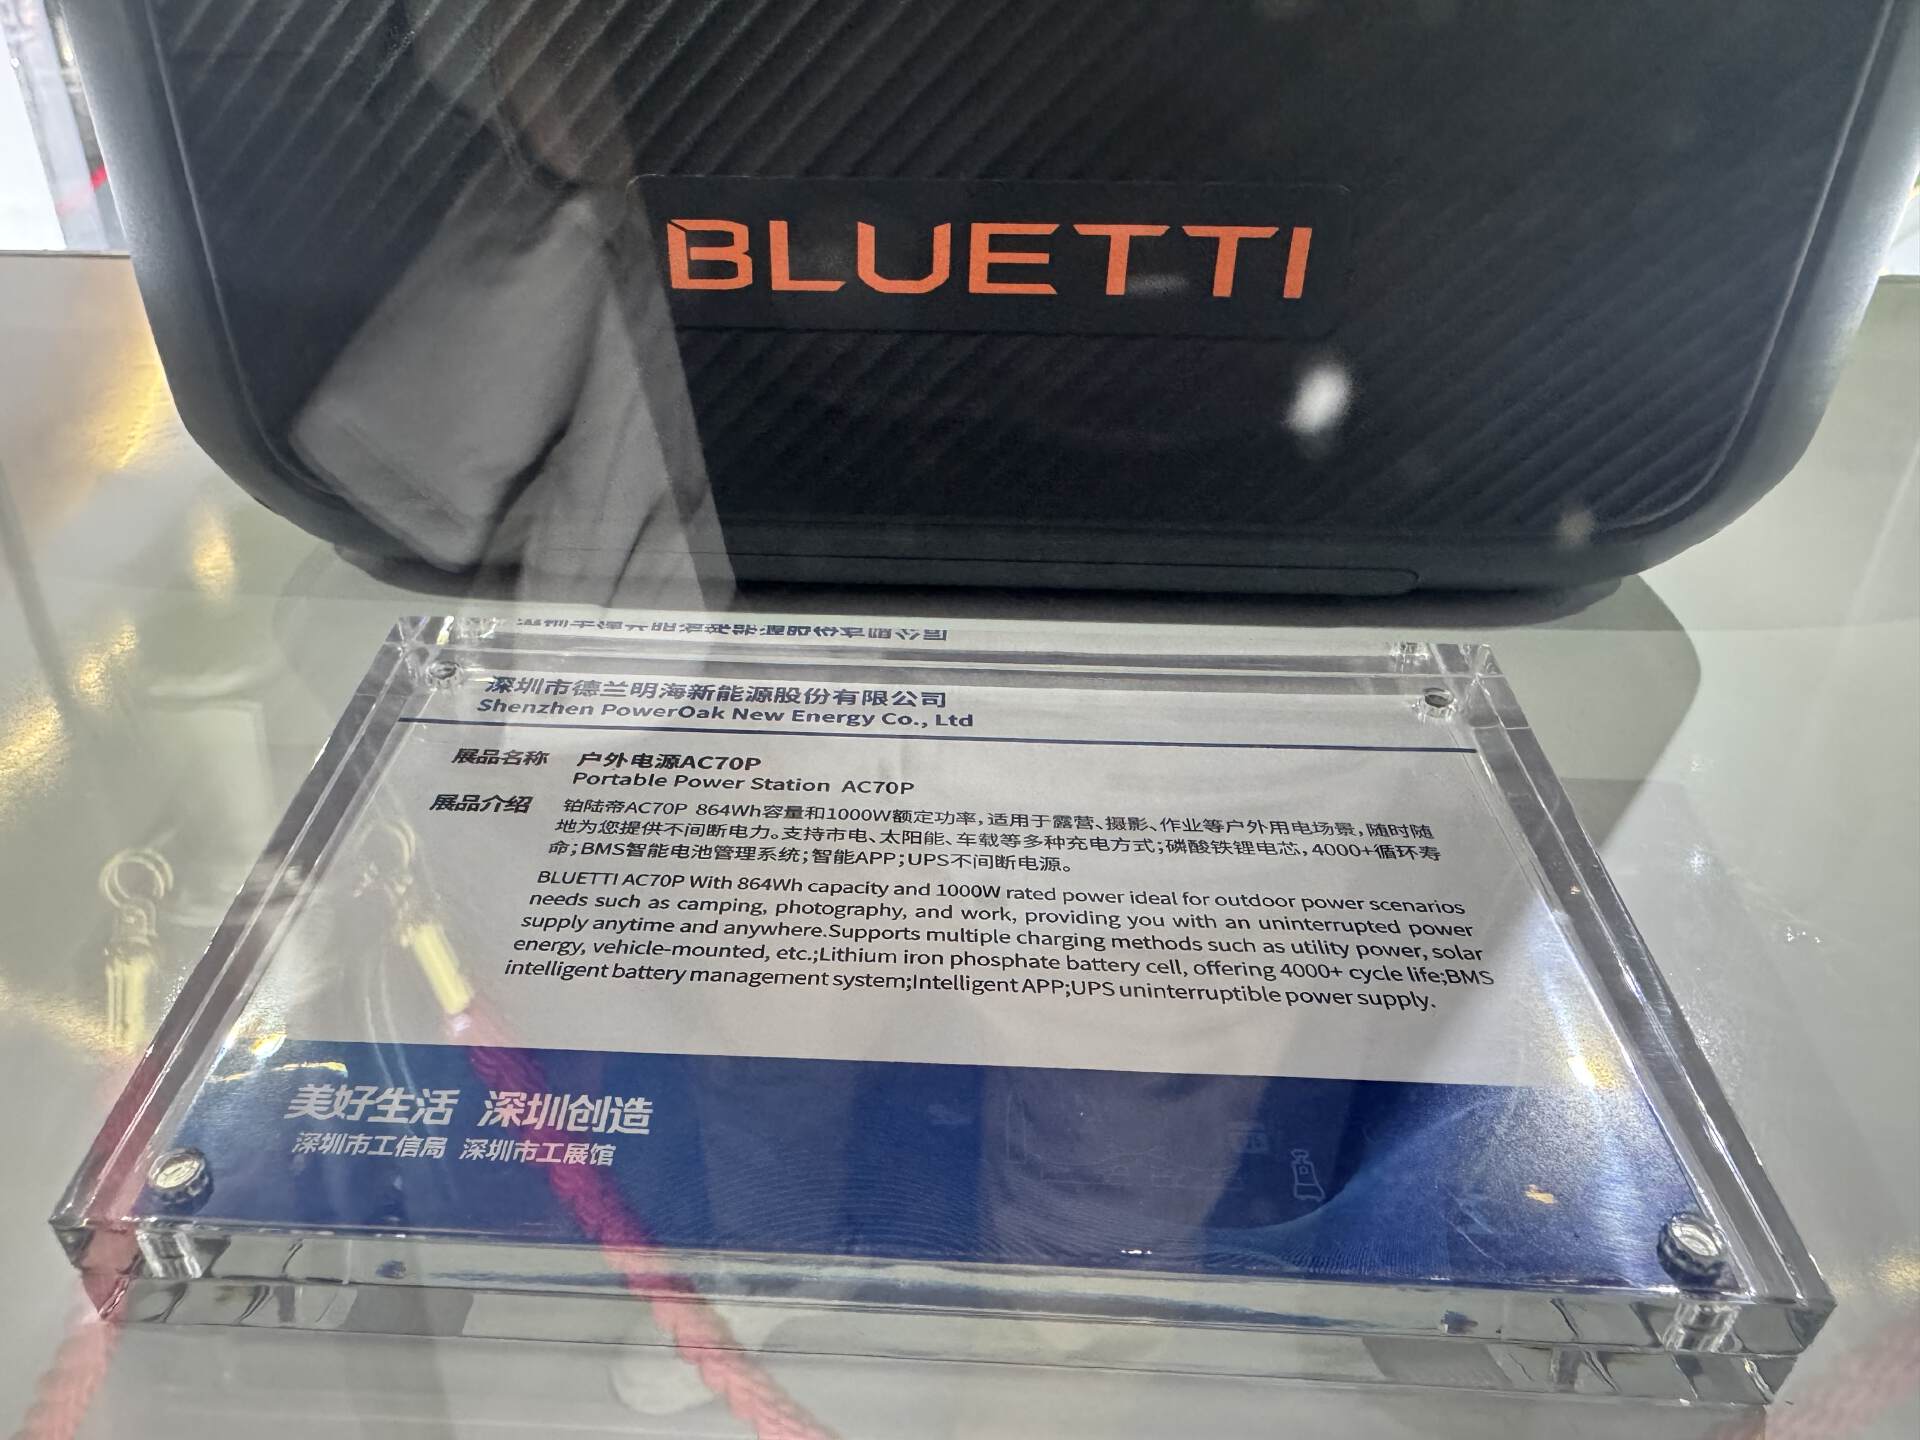 BLUETTI
深圳市德兰明海新能源股份有限公司
Shenzhen PowerOak New Energy Co., Ltd
展品名称 户外电源AC70P
Portable Power Station AC70P
展品介绍 铂陆帝AC70P 864Wh容量和1000W额定功率,适用于露营、摄影、作业等户外用电场景,随时随
地为您提供不间断电力。支持市电、太阳能、车载等多种充电方式;磷酸铁锂电芯,4000+循环寿
命;BMS智能电池管理系统;智能APP;UPS不间断电源。
BLUETTI AC70P With 864Wh capacity and 1000W rated power ideal for outdoor power scenarios
needs such as camping, photography, and work, providing you with an uninterrupted power
supply anytime and anywhere.Supports multiple charging methods such as utility power, solar
energy, vehicle-mounted, etc.;Lithium iron phosphate battery cell, offering 4000+ cycle life;BMS
intelligent battery management system;Intelligent APP;UPS uninterruptible power supply.
美好生活 深圳创造
深圳市工信局 深圳市工展馆